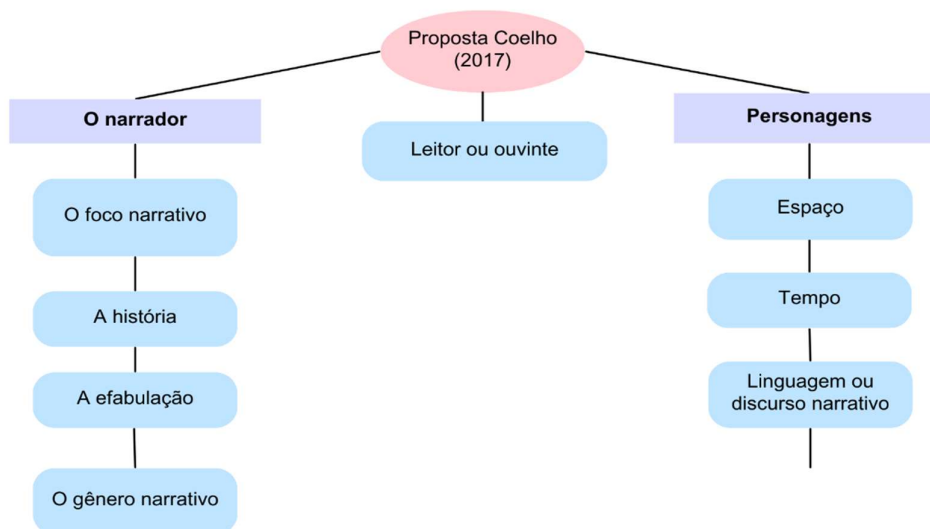 Proposta Coelho
(2017)
O narrador
O foco narrativo
A história
A efabulação
O gênero narrativo
Leitor ou ouvinte
Personagens
Espaço
Tempo
Linguagem ou
discurso narrativo